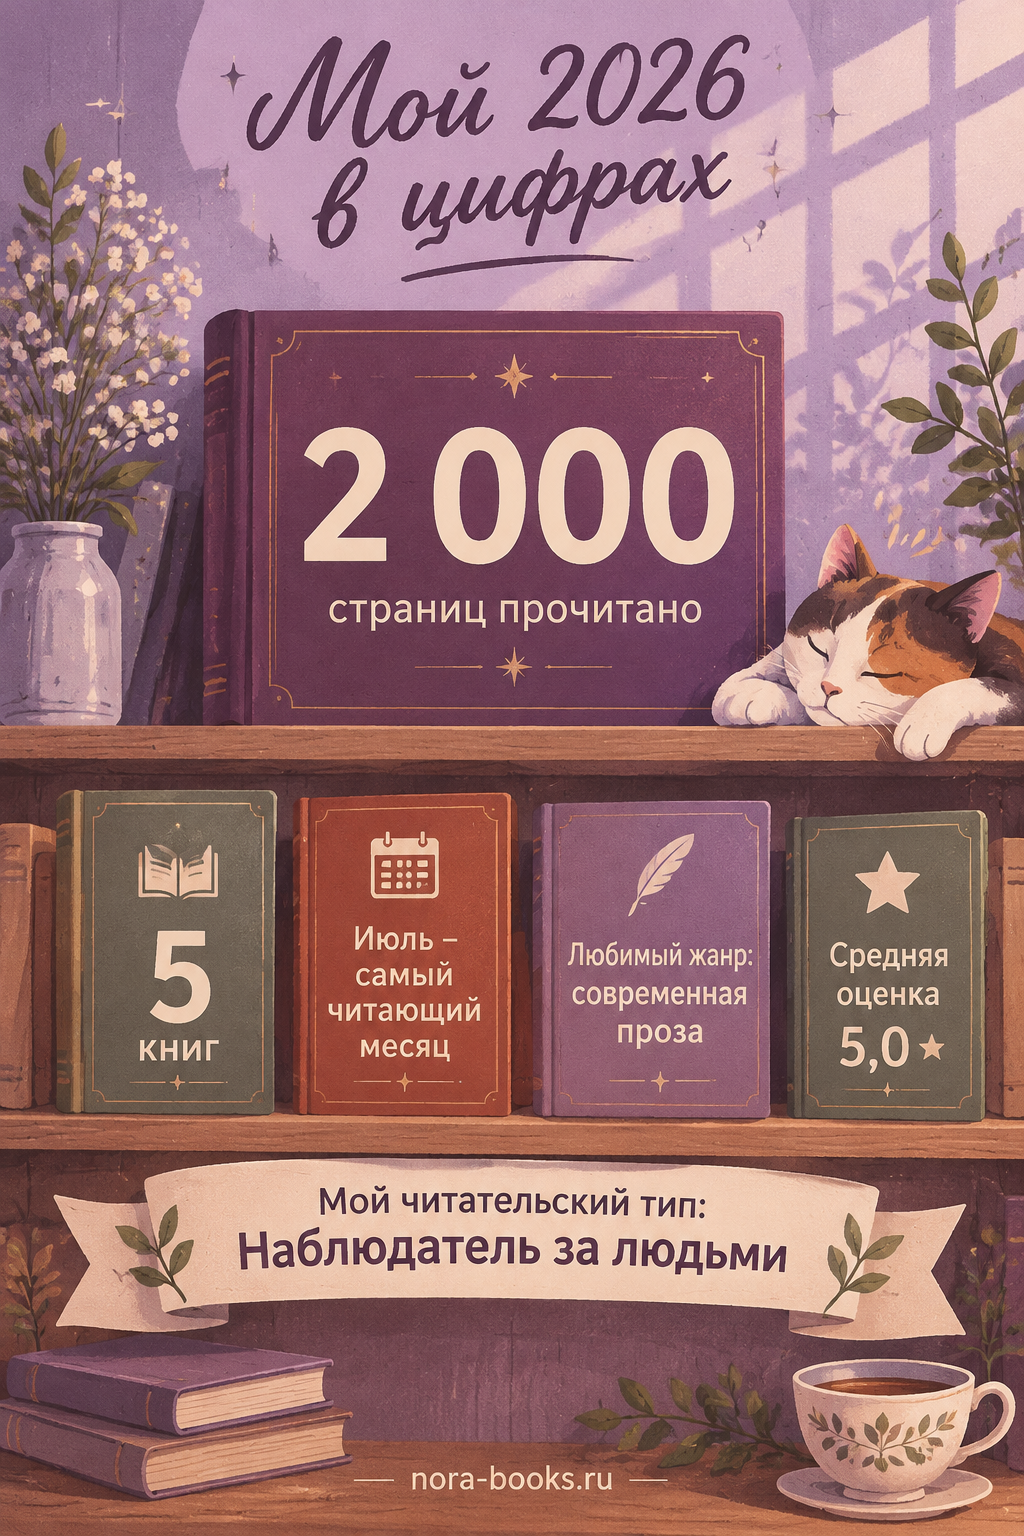 Мой 2026
в цифрах
2 000
страниц прочитано
5
книг
Июль –
самый
читающий
месяц
Любимый жанр:
современная
проза
Средняя
оценка
5,0 ★
Мой читательский тип:
Наблюдатель за людьми
— nora-books.ru —